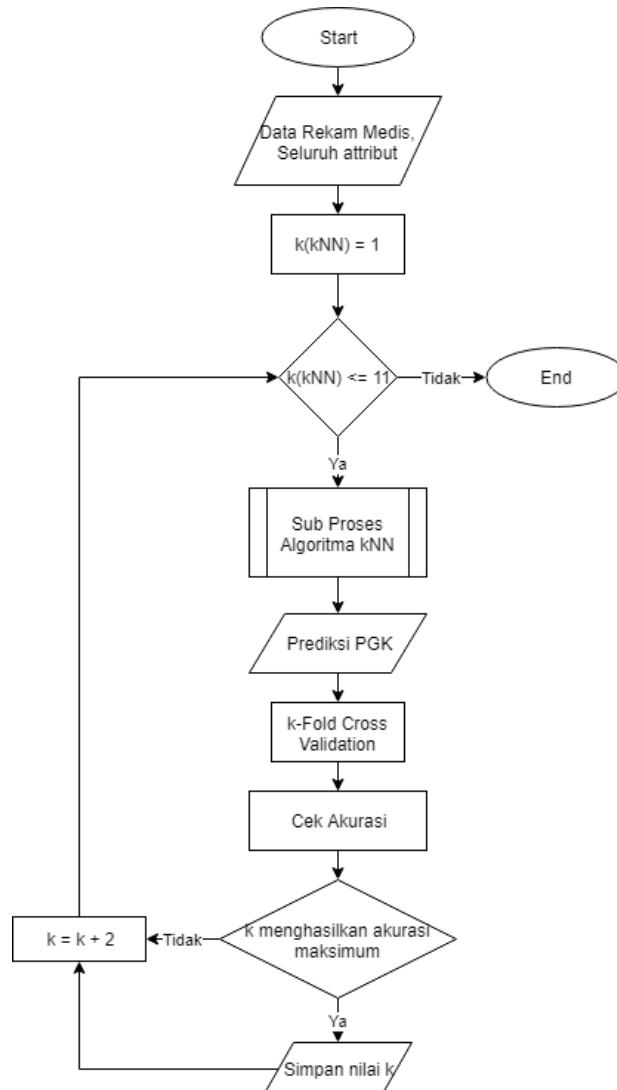 Start
Data Rekam Medis,
Seluruh attribut
k(kNN) = 1
k(kNN) <= 11
Tidak
End
Ya
Sub Proses
Algoritma kNN
Prediksi PGK
k-Fold Cross
Validation
Cek Akurasi
k menghasilkan akurasi
maksimum
Tidak
k = k + 2
Ya
Simpan nilai k